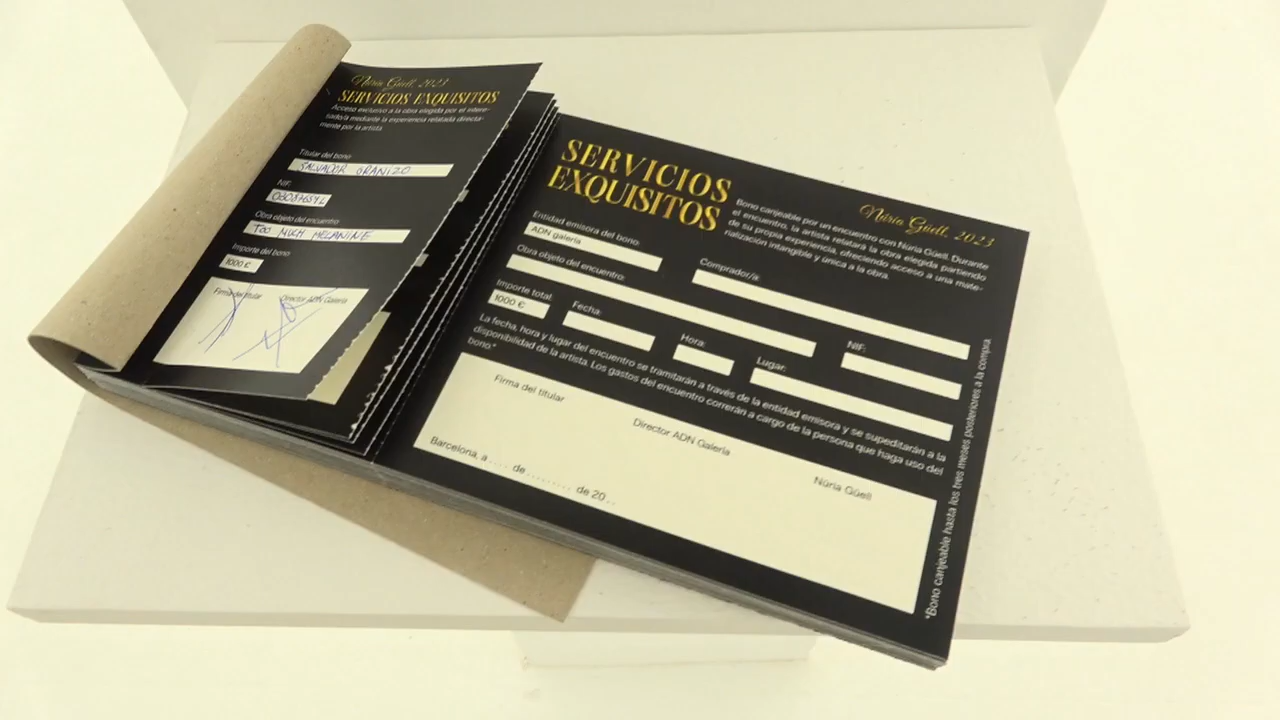 Núria Güell, 2023
SERVICIOS EXQUISITOS
Acceso exclusivo a la obra elegida por el intere-
sado/a mediante la experiencia relatada directa-
mente por la artista
Titular del bono
SALVADOR GRANIZO
NIF:
Obra objeto del encuentro
TOO MUCH MELANINE
Importe del bono
1000 €
Firma del titular
Director ADN Galería
SERVICIOS
EXQUISITOS
Bono canjeable por un encuentro con Núria Güell. Durante
el encuentro, la artista relatará la obra elegida partiendo
de su propia experiencia, ofreciendo acceso a una mate-
rialización intangible y única a la obra.
Núria Güell, 2023
Entidad emisora del bono:
ADN galería
Comprador/a:
Obra objeto del encuentro:
NIF:
Importe total:
1000 €
Fecha:
Hora:
Lugar:
La fecha, hora y lugar del encuentro se tramitarán a través de la entidad emisora y se supeditarán a la
disponibilidad de la artista. Los gastos del encuentro correrán a cargo de la persona que haga uso del
bono*
Firma del titular
Director ADN Galería
Núria Güell
Barcelona, a .... de .......... de 20 ..
*Bono canjeable hasta los tres meses posteriores a la compra